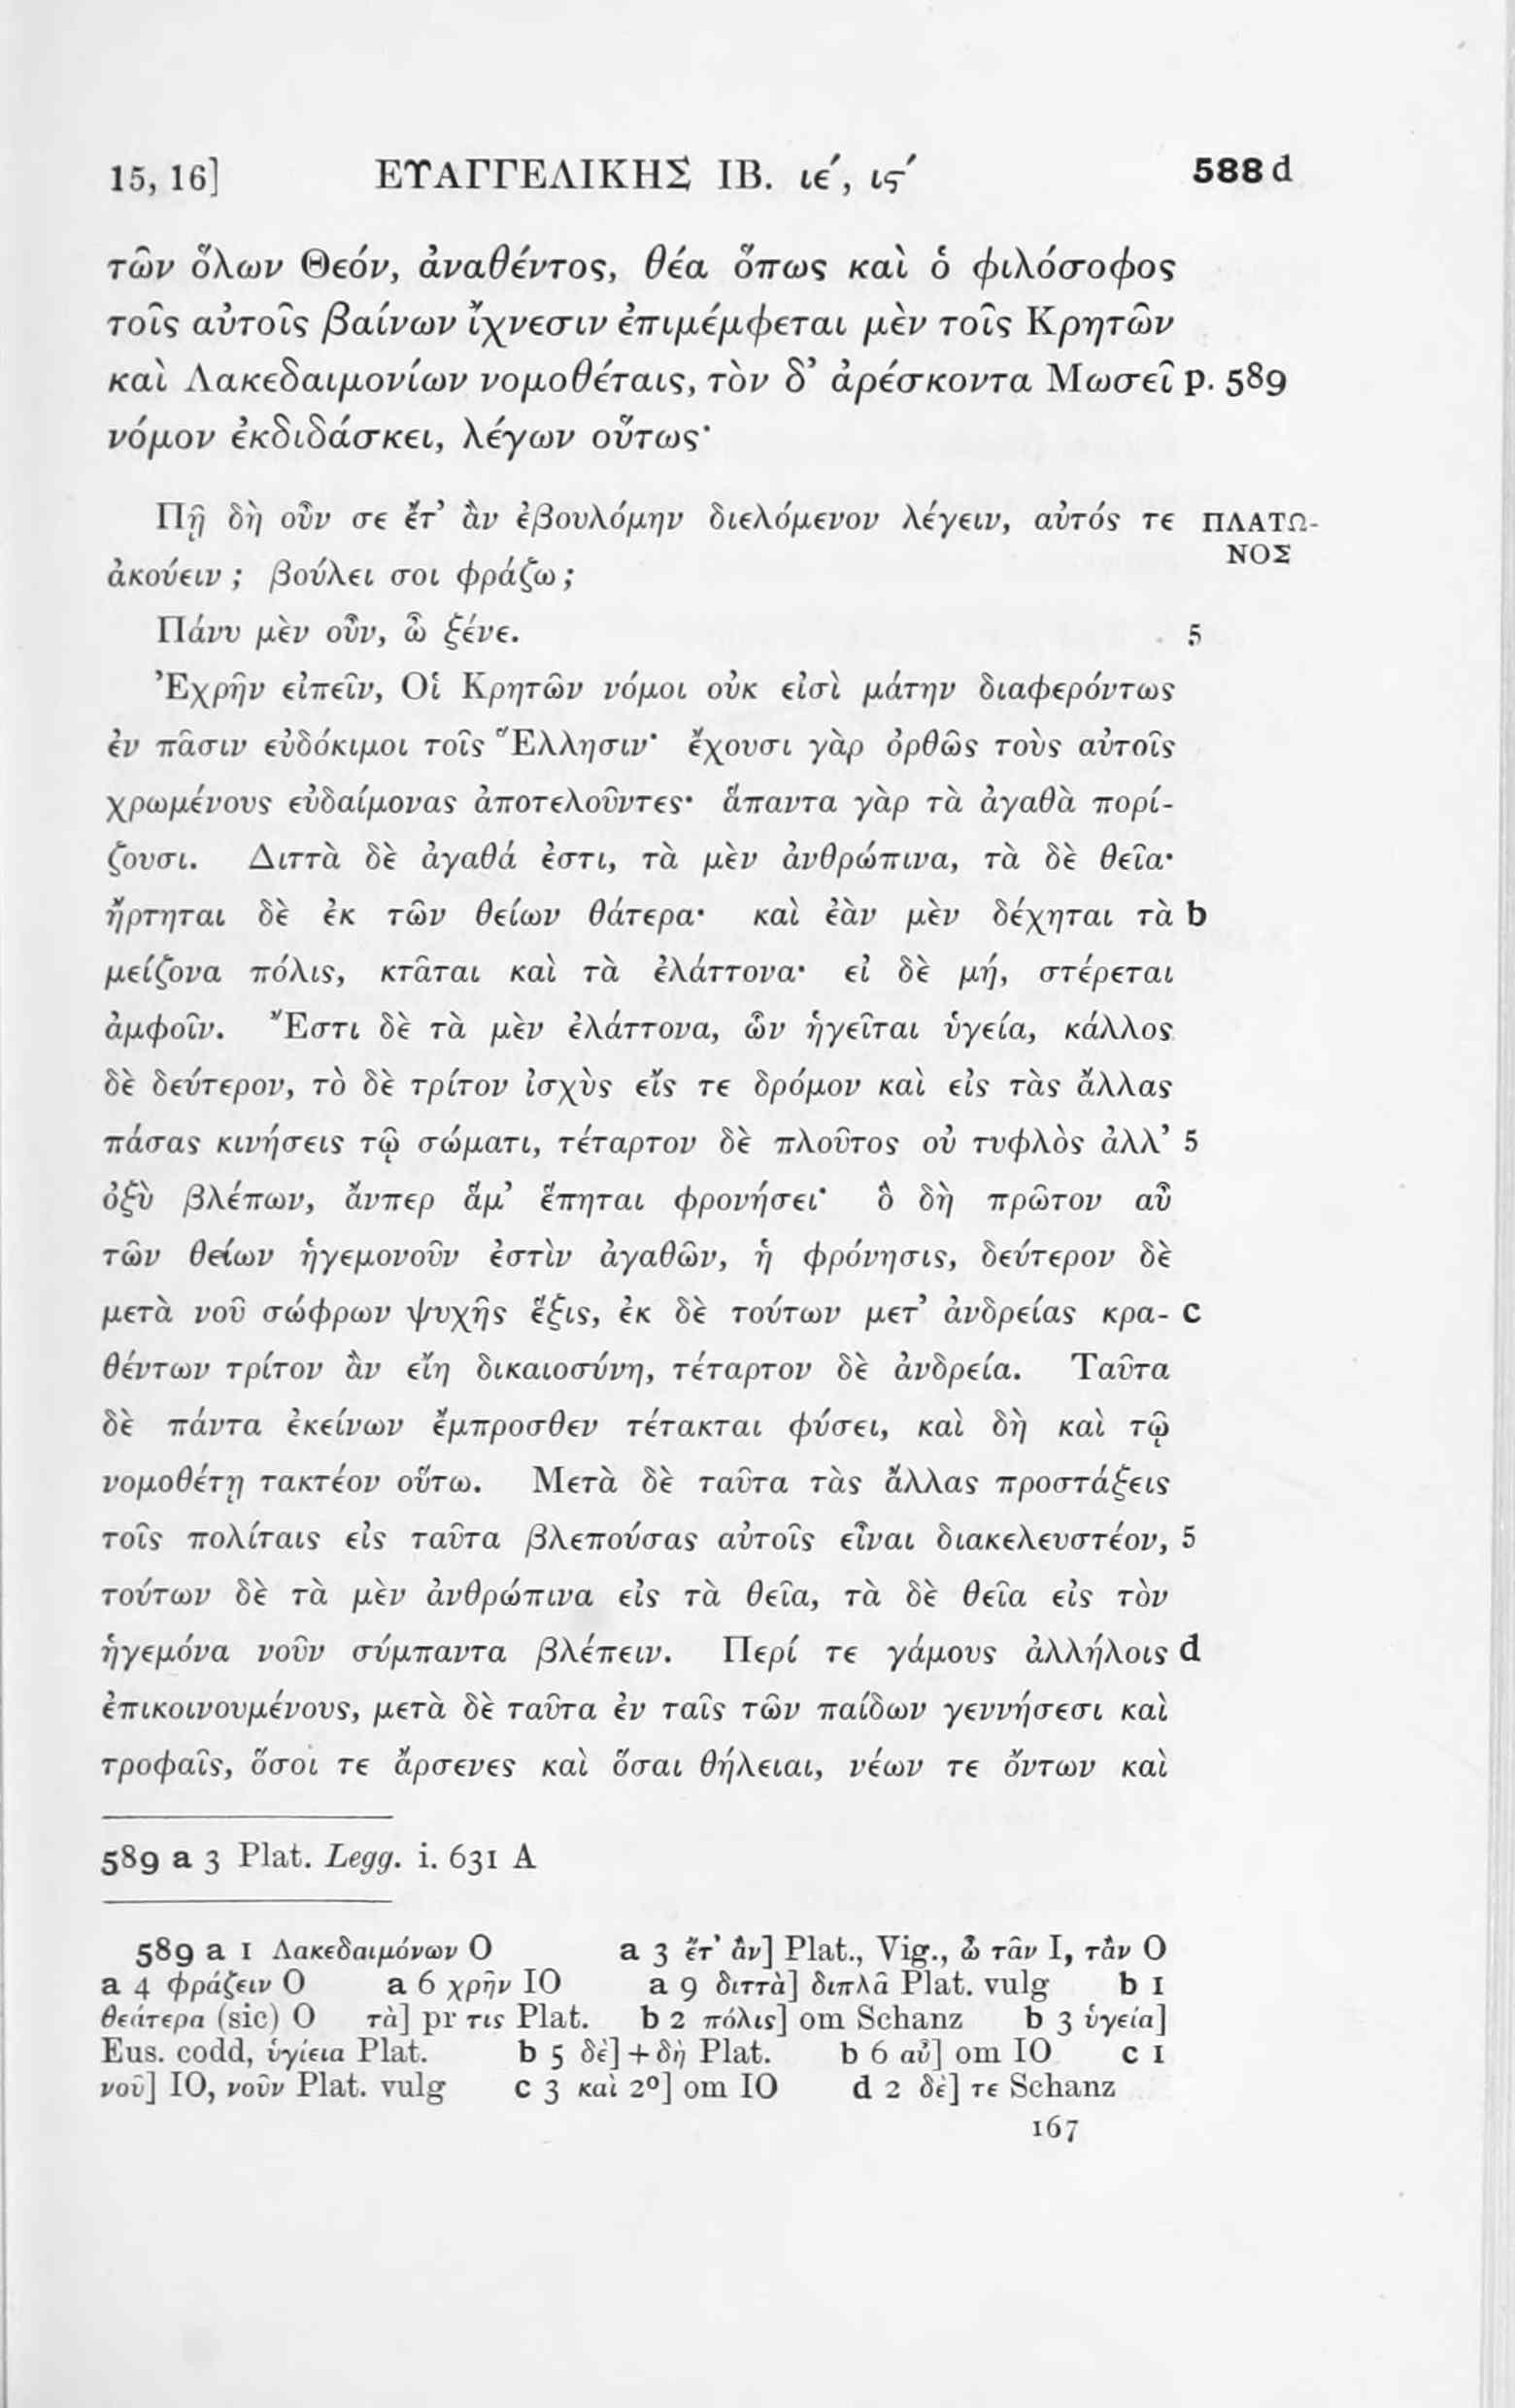 15, 16] ΕΥΑΓΓΕΛΙΚΗΣ ΙΒ. ιε´, ις´ 588 d
τῶν ὅλων Θεόν, ἀναθέντος, θέα ὅπως καὶ ὁ φιλόσοφος
τοῖς αὐτοῖς βαίνων ἴχνεσιν ἐπιμέμφεται μὲν τοῖς Κρητῶν
καὶ Λακεδαιμονίων νομοθέταις, τὸν δ’ ἀρέσκοντα Μωσεῖ p. 589
νόμον ἐκδιδάσκει, λέγων οὕτως·
Πῇ δὴ οὖν σε ἔτ’ ἂν ἐβουλόμην διελόμενον λέγειν, αὐτός τε ΠΛΑΤΩ-
ΝΟΣ
ἀκούειν ; βούλει σοι φράζω ;
Πάνυ μὲν οὖν, ὦ ξένε. 5
Ἐχρῆν εἰπεῖν, Οἱ Κρητῶν νόμοι οὐκ εἰσὶ μάτην διαφερόντως
ἐν πᾶσιν εὐδόκιμοι τοῖς Ἕλλησιν· ἔχουσι γὰρ ὀρθῶς τοὺς αὐτοῖς
χρωμένους εὐδαίμονας ἀποτελοῦντες· ἅπαντα γὰρ τὰ ἀγαθὰ πορί-
ζουσι. Διττὰ δὲ ἀγαθά ἐστι, τὰ μὲν ἀνθρώπινα, τὰ δὲ θεῖα·
ἤρτηται δὲ ἐκ τῶν θείων θάτερα· καὶ ἐὰν μὲν δέχηται τὰ b
μείζονα πόλις, κτᾶται καὶ τὰ ἐλάττονα· εἰ δὲ μή, στέρεται
ἀμφοῖν. Ἔστι δὲ τὰ μὲν ἐλάττονα, ὧν ἡγεῖται ὑγεία, κάλλος
δὲ δεύτερον, τὸ δὲ τρίτον ἰσχὺς εἴς τε δρόμον καὶ εἰς τὰς ἄλλας
πάσας κινήσεις τῷ σώματι, τέταρτον δὲ πλοῦτος οὐ τυφλὸς ἀλλ’ 5
ὀξὺ βλέπων, ἄνπερ ἅμ’ ἕπηται φρονήσει· ὃ δὴ πρῶτον αὖ
τῶν θείων ἡγεμονοῦν ἐστὶν ἀγαθῶν, ἡ φρόνησις, δεύτερον δὲ
μετὰ νοῦ σώφρων ψυχῆς ἕξις, ἐκ δὲ τούτων μετ’ ἀνδρείας κρα- c
θέντων τρίτον ἂν εἴη δικαιοσύνη, τέταρτον δὲ ἀνδρεία. Ταῦτα
δὲ πάντα ἐκείνων ἔμπροσθεν τέτακται φύσει, καὶ δὴ καὶ τῷ
νομοθέτῃ τακτέον οὕτω. Μετὰ δὲ ταῦτα τὰς ἄλλας προστάξεις
τοῖς πολίταις εἰς ταῦτα βλεπούσας αὐτοῖς εἶναι διακελευστέον, 5
τούτων δὲ τὰ μὲν ἀνθρώπινα εἰς τὰ θεῖα, τὰ δὲ θεῖα εἰς τὸν
ἡγεμόνα νοῦν σύμπαντα βλέπειν. Περί τε γάμους ἀλλήλοις d
ἐπικοινουμένους, μετὰ δὲ ταῦτα ἐν ταῖς τῶν παίδων γεννήσεσι καὶ
τροφαῖς, ὅσοι τε ἄρσενες καὶ ὅσαι θήλειαι, νέων τε ὄντων καὶ
589 a 3 Plat. Legg. i. 631 A
589 a 1 Λακεδαιμόνων O a 3 ἔτ’ ἂν] Plat., Vig., ὦ τᾶν I, τᾶν O
a 4 φράζειν O a 6 χρῆν IO a 9 διττὰ] διπλᾶ Plat. vulg b 1
θεάτερα (sic) O τὰ] pr τις Plat. b 2 πόλις] om Schanz b 3 ὑγεία]
Eus. codd, ὑγίεια Plat. b 5 δὲ] + δὴ Plat. b 6 αὖ] om IO c 1
νοῦ] IO, νοῦν Plat. vulg c 3 καὶ 2º] om IO d 2 δὲ] τε Schanz
167